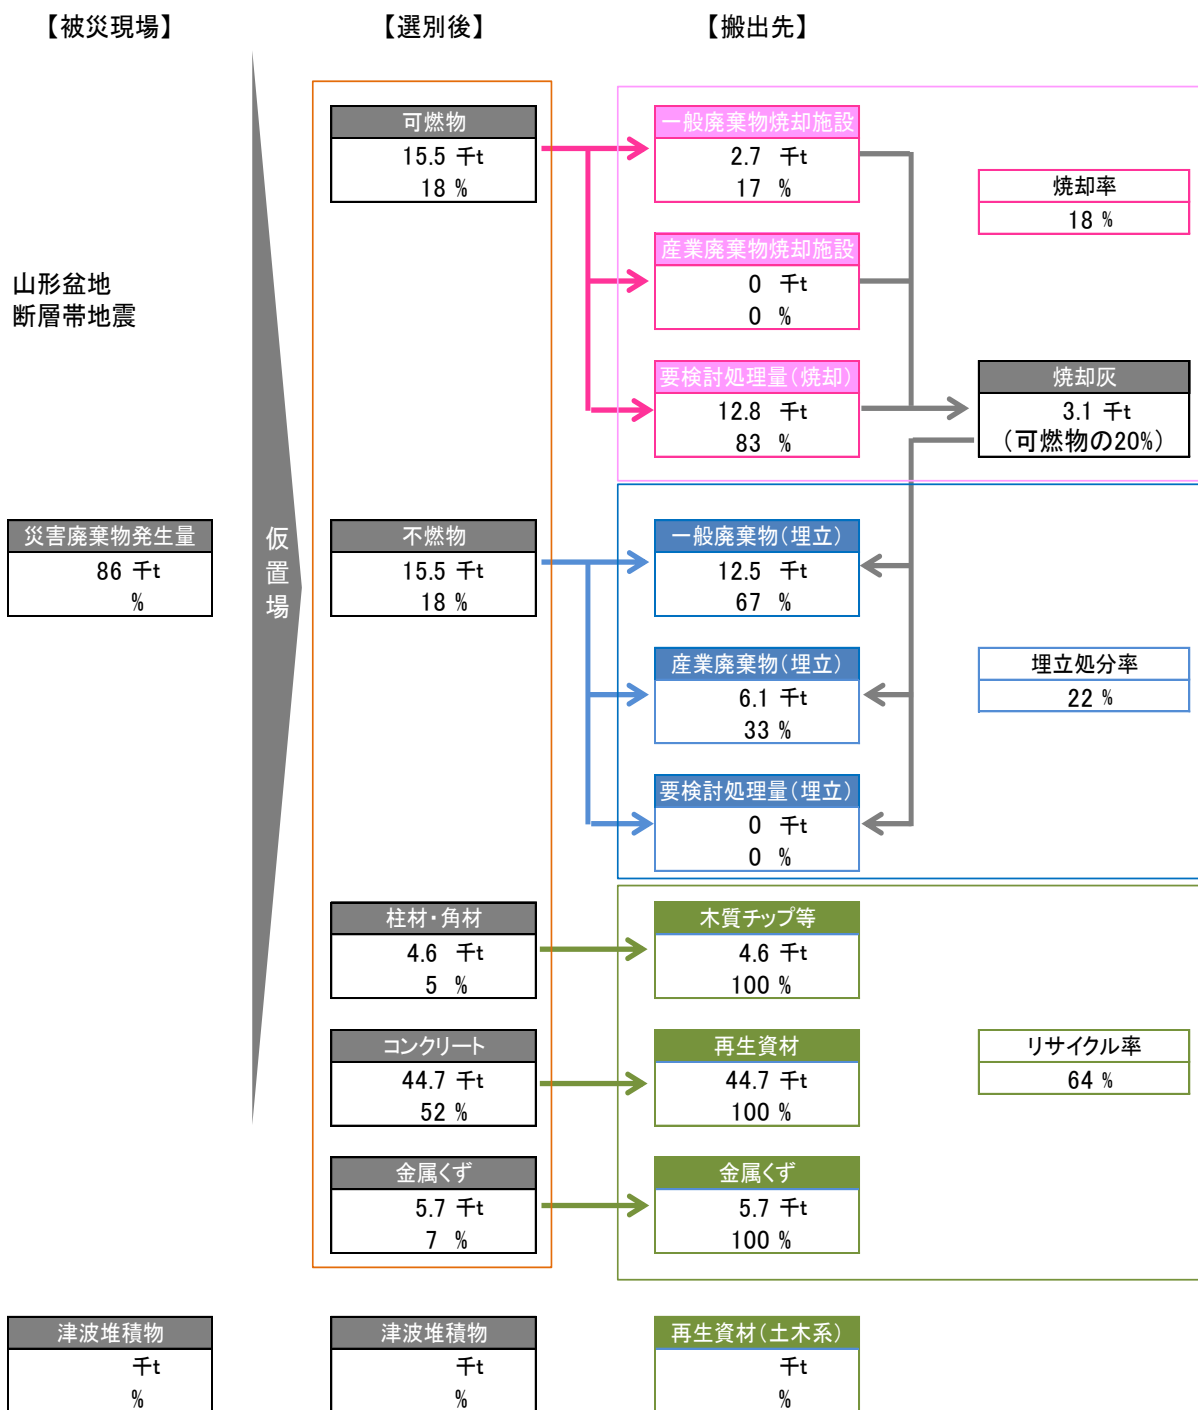 【被災現場】
【選別後】
【搬出先】
可燃物
15.5 千t
18 %
一般廃棄物焼却施設
2.7 千t
17 %
焼却率
18 %
産業廃棄物焼却施設
0 千t
0 %
山形盆地
断層帯地震
要検討処理量(焼却)
12.8 千t
83 %
焼却灰
3.1 千t
(可燃物の20%)
災害廃棄物発生量
86 千t
%
仮置場
不燃物
15.5 千t
18 %
一般廃棄物(埋立)
12.5 千t
67 %
産業廃棄物(埋立)
6.1 千t
33 %
埋立処分率
22 %
要検討処理量(埋立)
0 千t
0 %
柱材・角材
4.6 千t
5 %
木質チップ等
4.6 千t
100 %
コンクリート
44.7 千t
52 %
再生資材
44.7 千t
100 %
リサイクル率
64 %
金属くず
5.7 千t
7 %
金属くず
5.7 千t
100 %
津波堆積物
千t
%
津波堆積物
千t
%
再生資材(土木系)
千t
%